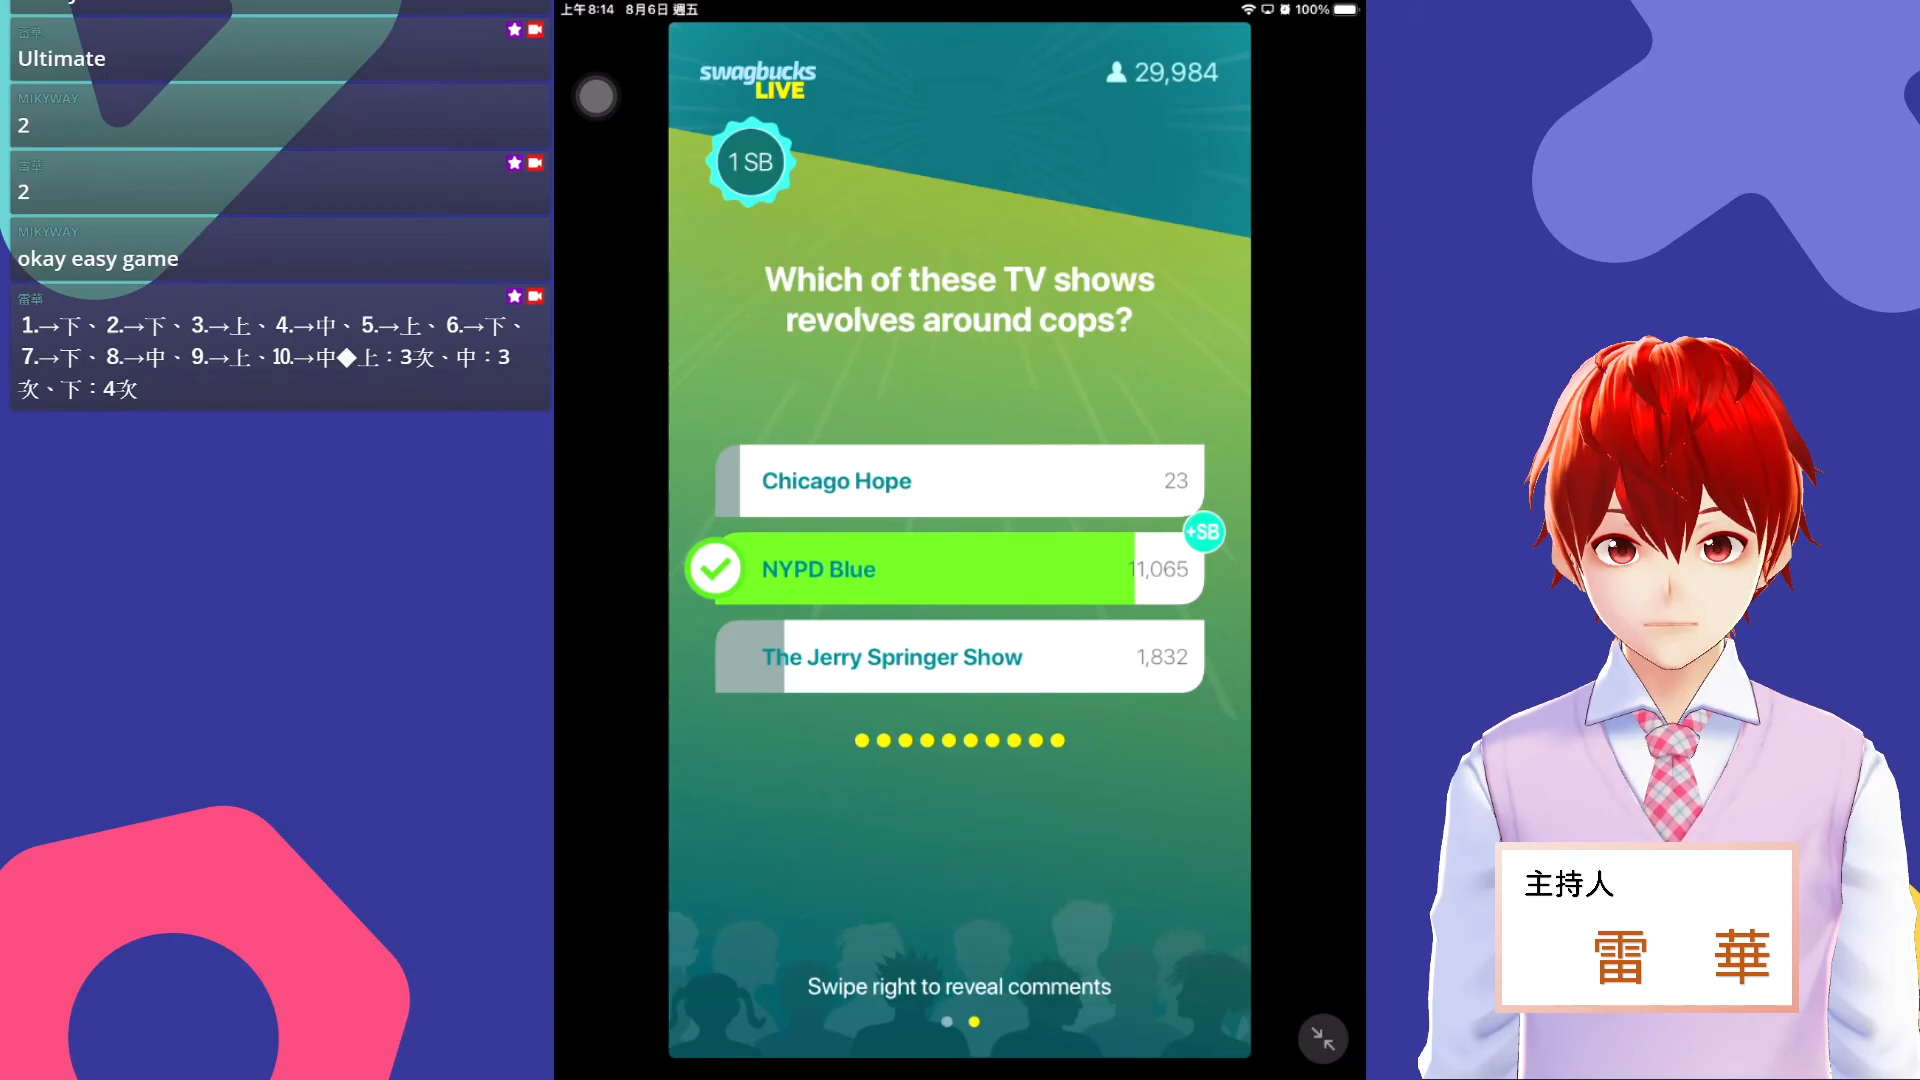 雷華
Ultimate
MIKYWAY
2
雷華
2
MIKYWAY
okay easy game
雷華
1.→下、2.→下、3.→上、4.→中、5.→上、6.→下、
7.→下、8.→中、9.→上、10.→中◆上：3次、中：3
次、下：4次
上午8:14 8月6日 週五
100%
swagbucks
LIVE
29,984
1 SB
Which of these TV shows
revolves around cops?
Chicago Hope 23
+SB
NYPD Blue 11,065
The Jerry Springer Show 1,832
Swipe right to reveal comments
主持人
雷 華